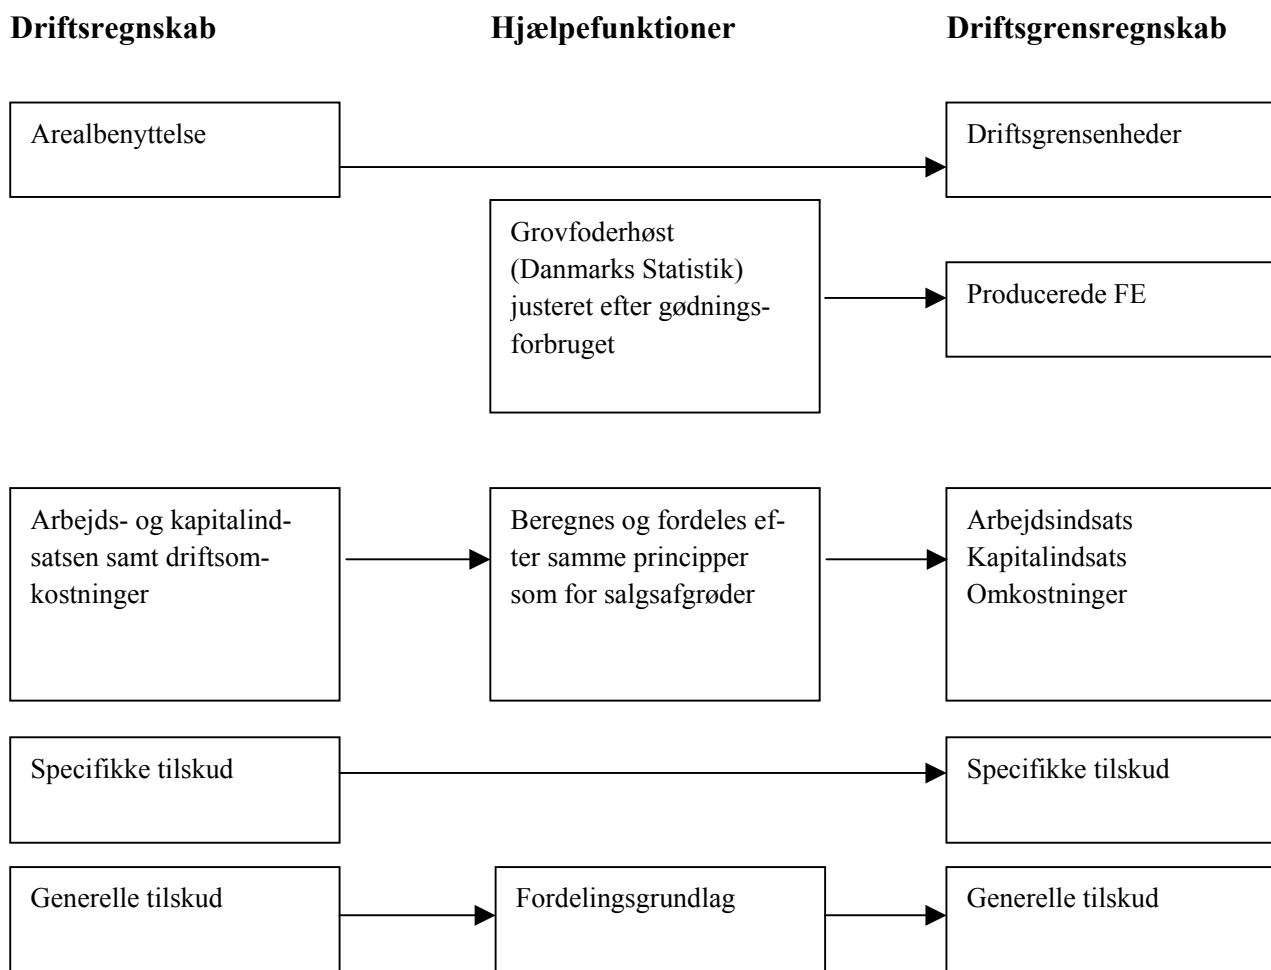 Driftsregnskab
Hjælpefunktioner
Driftsgrensregnskab
Arealbenyttelse
Driftsgrensenheder
Grovfoderhøst
(Danmarks Statistik)
justeret efter gødnings-
forbruget
Producerede FE
Arbejds- og kapitalind-
satsen samt driftsom-
kostninger
Beregnes og fordeles ef-
ter samme principper
som for salgsafgrøder
Arbejdsindsats
Kapitalindsats
Omkostninger
Specifikke tilskud
Specifikke tilskud
Generelle tilskud
Fordelingsgrundlag
Generelle tilskud